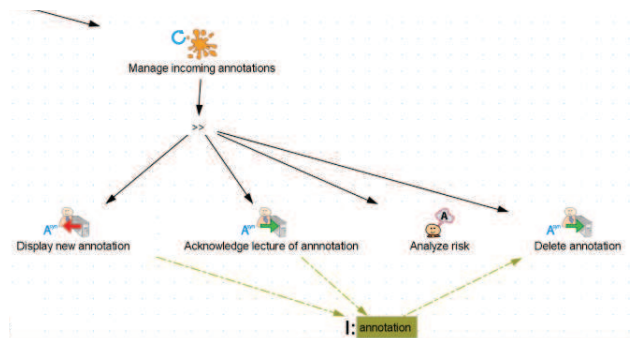 Manage incoming annotations
>>
A
Display new annotation
Acknowledge lecture of annnotation
Analyze risk
Delete annotation
I: annotation